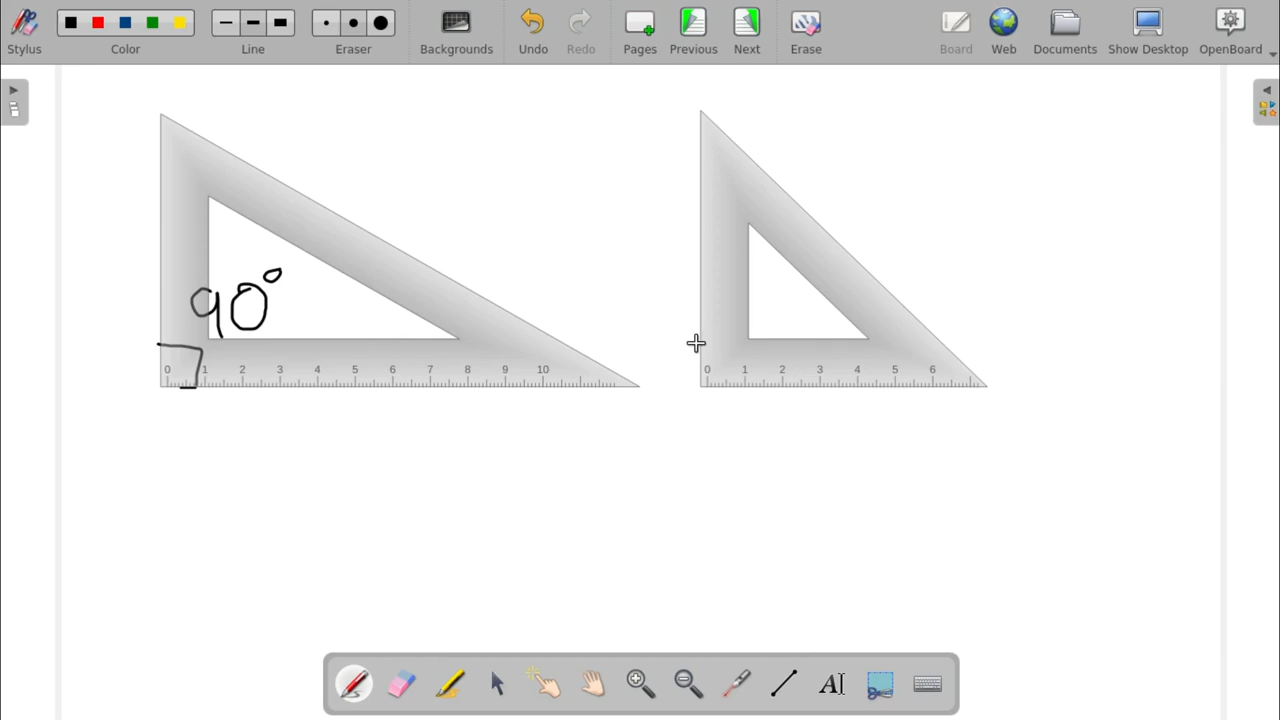 Stylus Color Line Eraser Backgrounds Undo Redo Pages Previous Next Erase Board Web Documents Show Desktop OpenBoard
90°
0 1 2 3 4 5 6 7 8 9 10
0 1 2 3 4 5 6
A